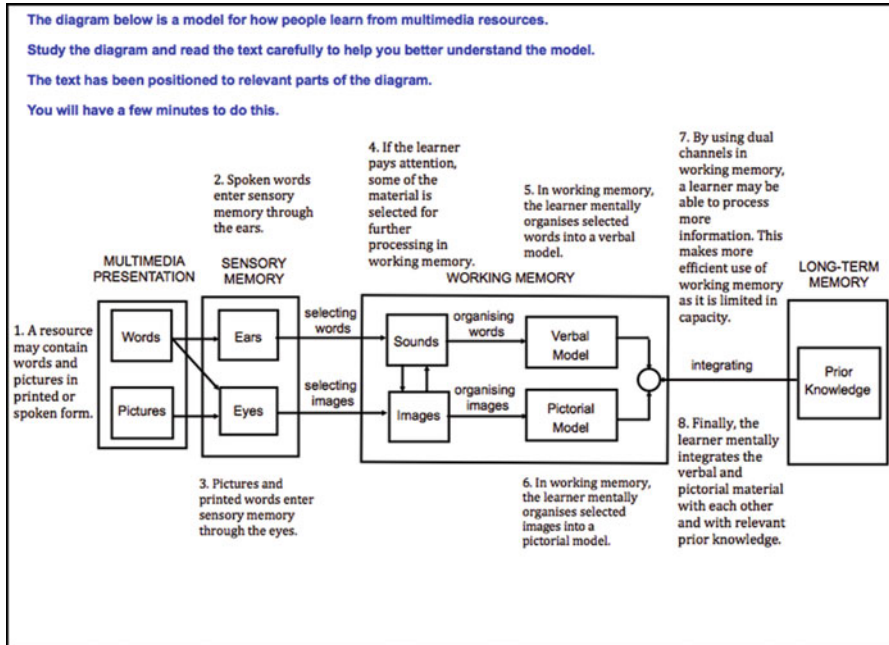 The diagram below is a model for how people learn from multimedia resources.
Study the diagram and read the text carefully to help you better understand the model.
The text has been positioned to relevant parts of the diagram.
You will have a few minutes to do this.
MULTIMEDIA
PRESENTATION
1. A resource
may contain
words and
pictures in
printed or
spoken form.
Words
Pictures
2. Spoken words
enter sensory
memory through
the ears.
SENSORY
MEMORY
Ears
Eyes
3. Pictures and
printed words enter
sensory memory
through the eyes.
selecting
words
selecting
images
4. If the learner
pays attention,
some of the
material is
selected for
further
processing in
working memory.
WORKING MEMORY
Sounds
Images
organising
words
organising
images
5. In working memory,
the learner mentally
organises selected
words into a verbal
model.
Verbal
Model
Pictorial
Model
6. In working memory,
the learner mentally
organises selected
images into a
pictorial model.
7. By using dual
channels in
working memory,
a learner may be
able to process
more
information. This
makes more
efficient use of
working memory
as it is limited in
capacity.
integrating
8. Finally, the
learner mentally
integrates the
verbal and
pictorial material
with each other
and with relevant
prior knowledge.
LONG-TERM
MEMORY
Prior
Knowledge